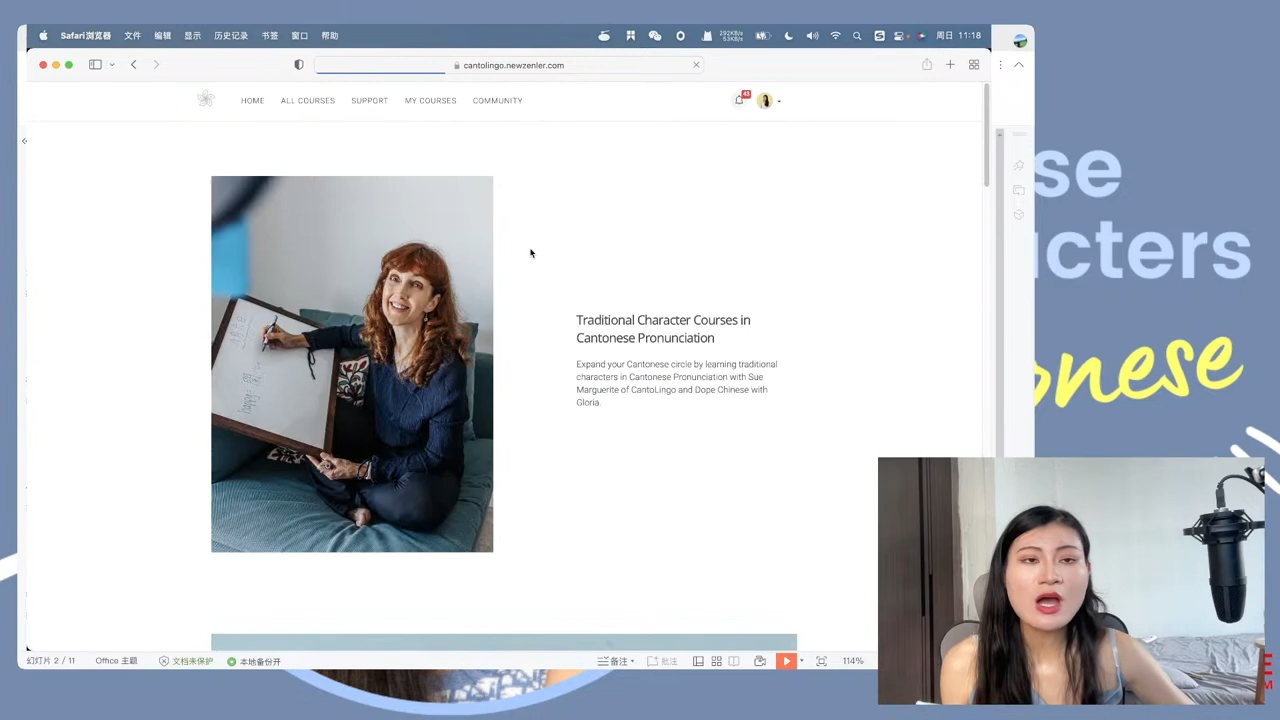 Safari浏览器 文件 编辑 显示 历史记录 书签 窗口 帮助
292KB/s
53KB/s
周日 11:18
cantolingo.newzenler.com
HOME ALL COURSES SUPPORT MY COURSES COMMUNITY
43
Traditional Character Courses in
Cantonese Pronunciation
Expand your Cantonese circle by learning traditional
characters in Cantonese Pronunciation with Sue
Marguerite of CantoLingo and Dope Chinese with
Gloria.
se
cters
onese
幻灯片 2 / 11 Office 主题 文档未保护 本地备份开 备注 批注 114%
E
M